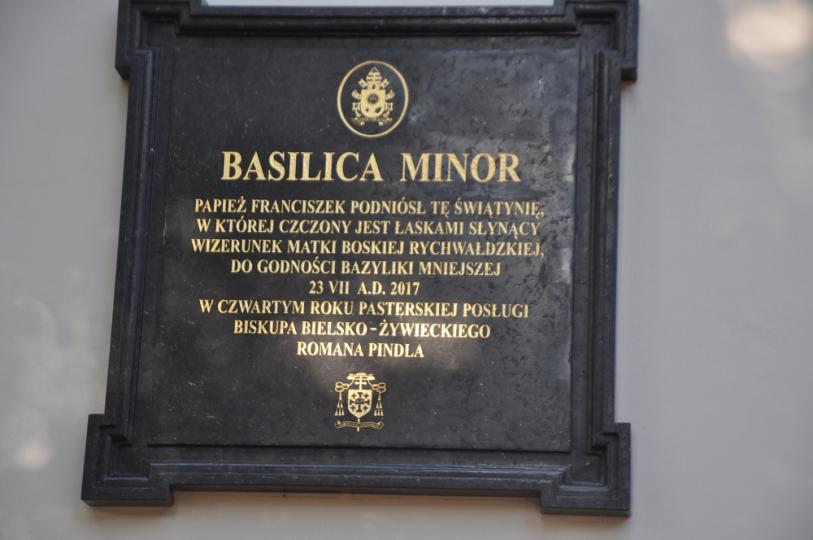 BASILICA MINOR
PAPIEŻ FRANCISZEK PODNIÓSŁ TĘ ŚWIĄTYNIĘ,
W KTÓREJ CZCZONY JEST ŁASKAMI SŁYNĄCY
WIZERUNEK MATKI BOSKIEJ RYCHWAŁDZKIEJ,
DO GODNOŚCI BAZYLIKI MNIEJSZEJ
23 VII A.D. 2017
W CZWARTYM ROKU PASTERSKIEJ POSŁUGI
BISKUPA BIELSKO-ŻYWIECKIEGO
ROMANA PINDLA